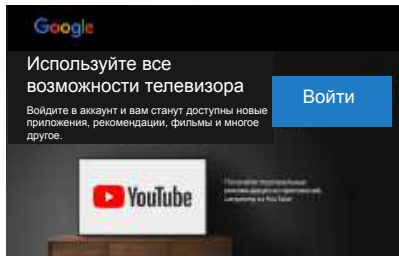 Google
Используйте все
возможности телевизора
Войдите в аккаунт и вам станут доступны новые
приложения, рекомендации, фильмы и многое
другое.
Войти
YouTube